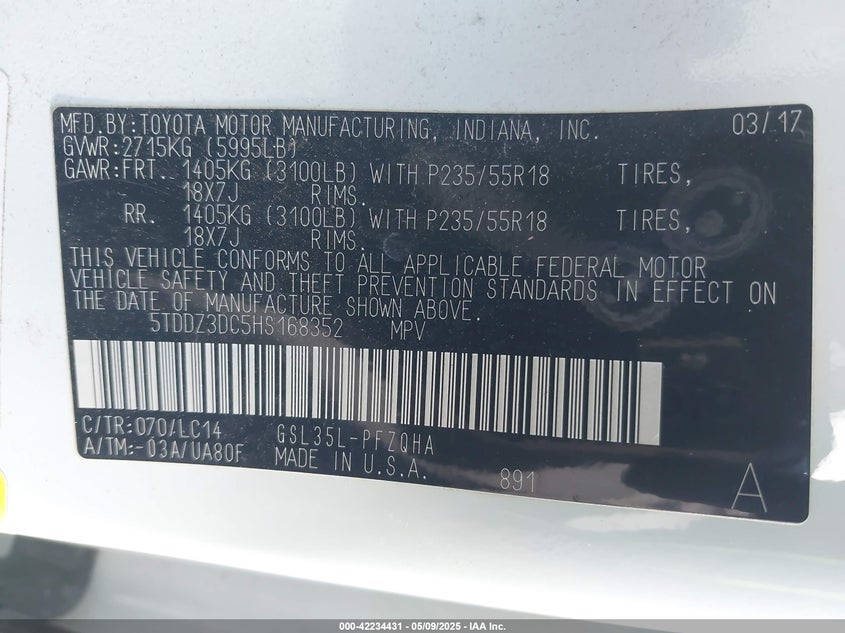 MFD.BY:TOYOTA MOTOR MANUFACTURING, INDIANA, INC. 03/17
GVWR:2715KG (5995LB)
GAWR:FRT. 1405KG (3100LB) WITH P235/55R18 TIRES,
18X7J RIMS.
RR. 1405KG (3100LB) WITH P235/55R18 TIRES,
18X7J RIMS.
THIS VEHICLE CONFORMS TO ALL APPLICABLE FEDERAL MOTOR
VEHICLE SAFETY AND THEFT PREVENTION STANDARDS IN EFFECT ON
THE DATE OF MANUFACTURE SHOWN ABOVE.
5TDDZ3DC5HS168352 MPV
C/TR:070/LC14 GSL35L-PFZQHA
A/TM:-03A/UA80F MADE IN U.S.A. 891 A
000-42234431 | 05/09/2025 | IAA Inc.